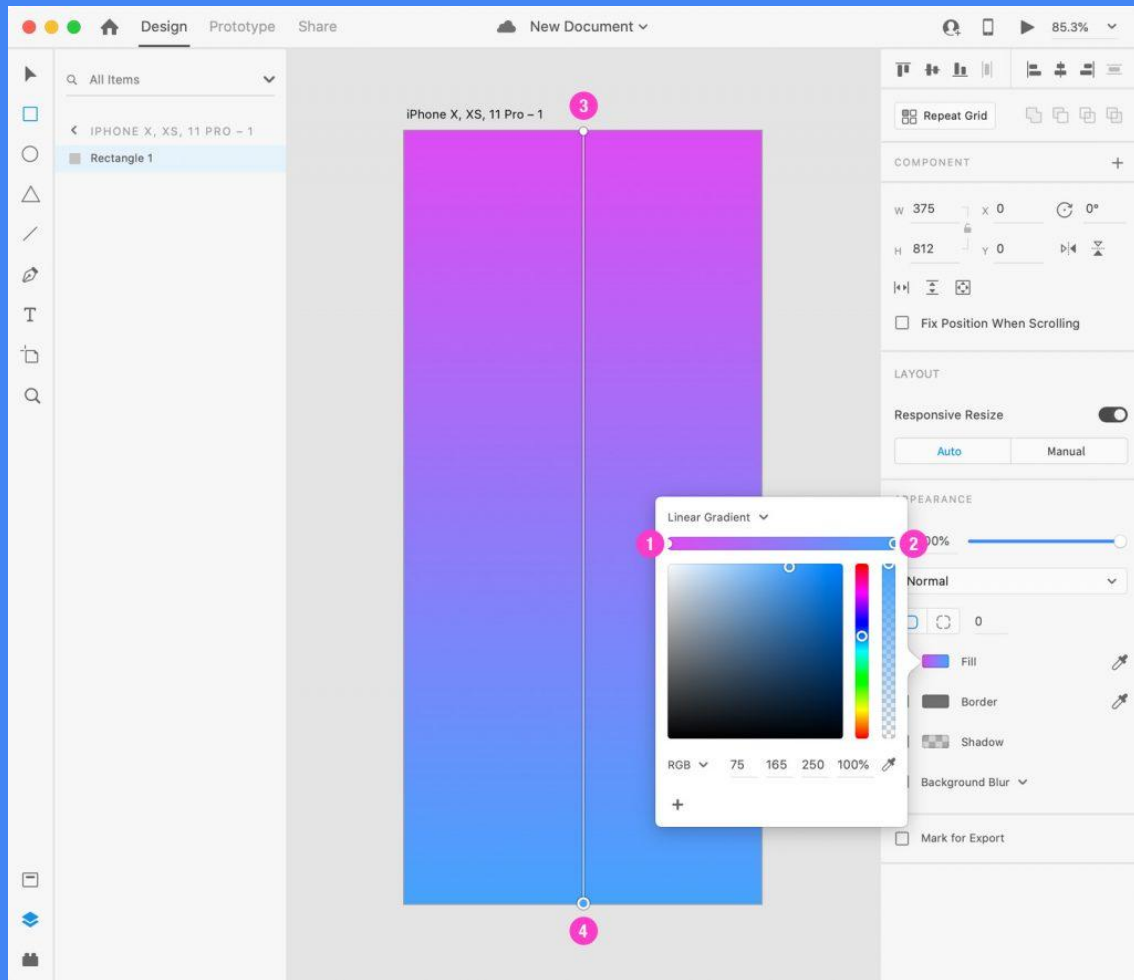 Design Prototype Share New Document 85.3%
All Items
IPHONE X, XS, 11 PRO – 1
Rectangle 1
iPhone X, XS, 11 Pro – 1
3
4
Linear Gradient
1
2
RGB 75 165 250 100%
+
Repeat Grid
COMPONENT +
W 375 X 0 0°
H 812 Y 0
Fix Position When Scrolling
LAYOUT
Responsive Resize
Auto Manual
Normal
0
Fill
Border
Shadow
Background Blur
Mark for Export